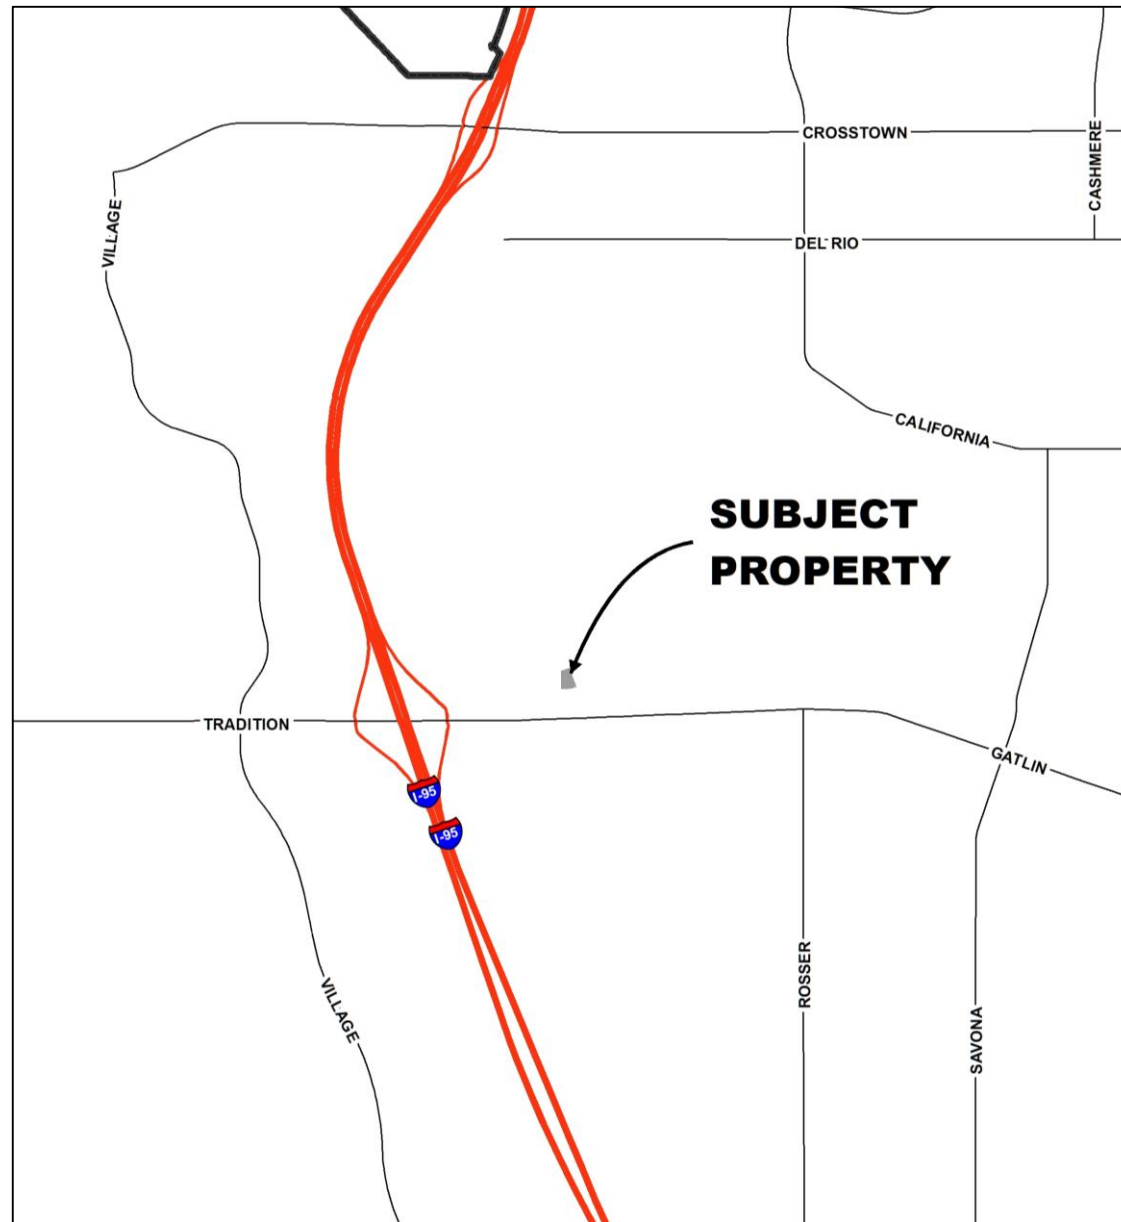 CROSSTOWN
CASHMERE
VILLAGE
DEL RIO
CALIFORNIA
SUBJECT
PROPERTY
TRADITION
GATLIN
I-95
I-95
ROSSER
VILLAGE
SAVONA